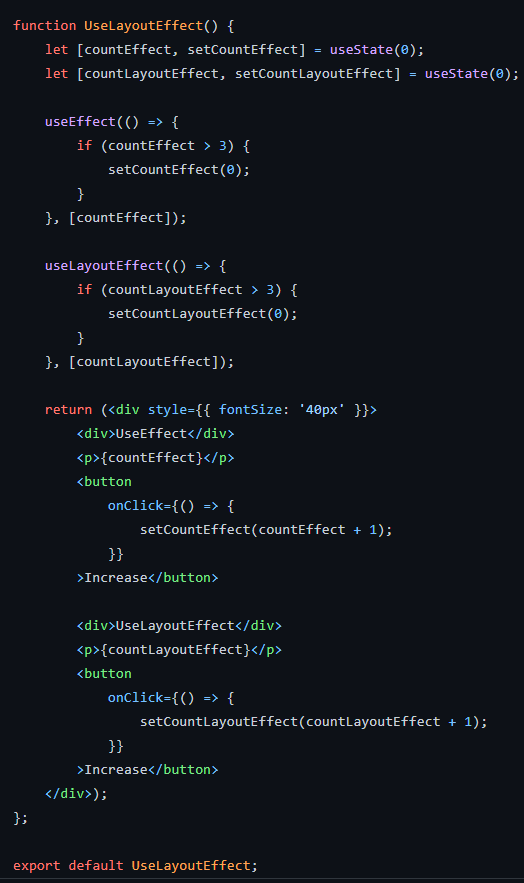 function UseLayoutEffect() {
    let [countEffect, setCountEffect] = useState(0);
    let [countLayoutEffect, setCountLayoutEffect] = useState(0);

    useEffect(() => {
        if (countEffect > 3) {
            setCountEffect(0);
        }
    }, [countEffect]);

    useLayoutEffect(() => {
        if (countLayoutEffect > 3) {
            setCountLayoutEffect(0);
        }
    }, [countLayoutEffect]);

    return (<div style={{ fontSize: '40px' }}>
        <div>UseEffect</div>
        <p>{countEffect}</p>
        <button
            onClick={() => {
                setCountEffect(countEffect + 1);
            }}
        >Increase</button>

        <div>UseLayoutEffect</div>
        <p>{countLayoutEffect}</p>
        <button
            onClick={() => {
                setCountLayoutEffect(countLayoutEffect + 1);
            }}
        >Increase</button>
    </div>);
};

export default UseLayoutEffect;